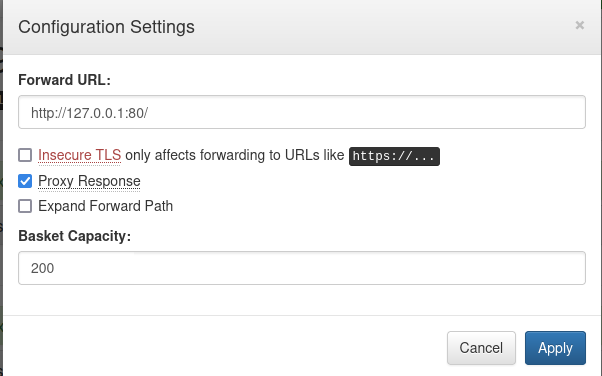 Configuration Settings ×
Forward URL:
http://127.0.0.1:80/
Insecure TLS only affects forwarding to URLs like https://...
Proxy Response
Expand Forward Path
Basket Capacity:
200
Cancel Apply